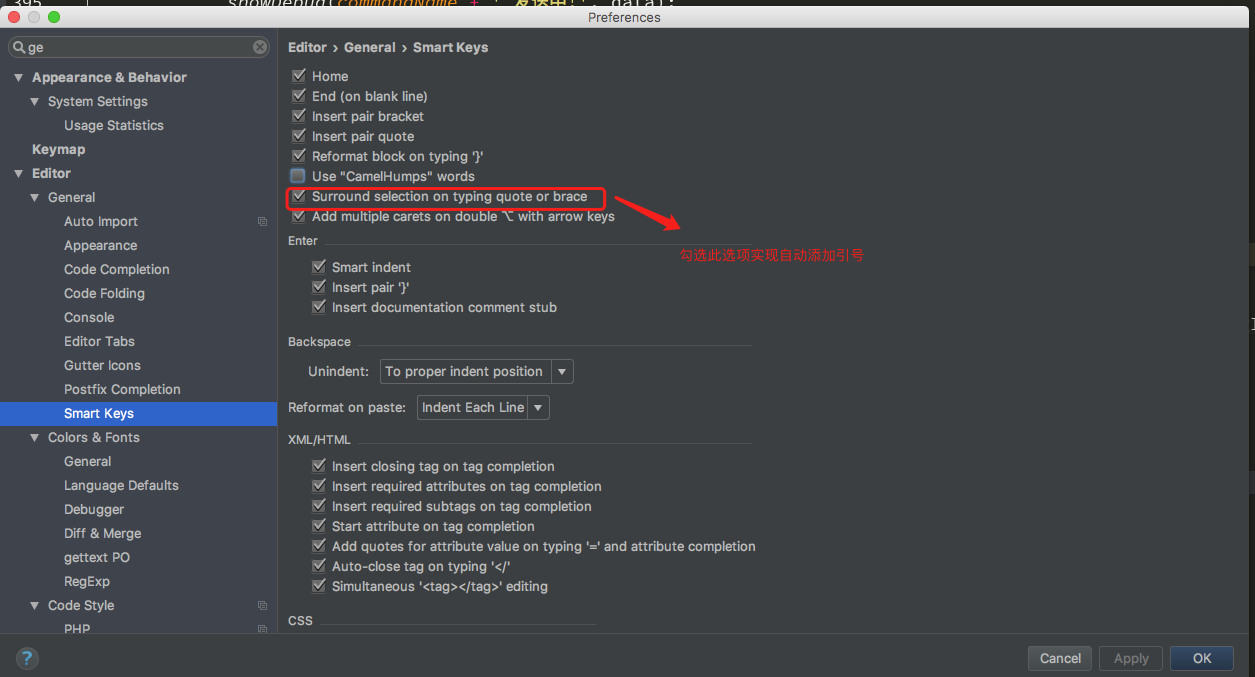 395 showDebug(commandName + ' 发送中!', data);
Preferences
ge
Appearance & Behavior
System Settings
Usage Statistics
Keymap
Editor
General
Auto Import
Appearance
Code Completion
Code Folding
Console
Editor Tabs
Gutter Icons
Postfix Completion
Smart Keys
Colors & Fonts
General
Language Defaults
Debugger
Diff & Merge
gettext PO
RegExp
Code Style
PHP
Editor › General › Smart Keys
Home
End (on blank line)
Insert pair bracket
Insert pair quote
Reformat block on typing '}'
Use "CamelHumps" words
Surround selection on typing quote or brace
Add multiple carets on double ⌥ with arrow keys
勾选此选项实现自动添加引号
Enter
Smart indent
Insert pair '}'
Insert documentation comment stub
Backspace
Unindent: To proper indent position
Reformat on paste: Indent Each Line
XML/HTML
Insert closing tag on tag completion
Insert required attributes on tag completion
Insert required subtags on tag completion
Start attribute on tag completion
Add quotes for attribute value on typing '=' and attribute completion
Auto-close tag on typing '</'
Simultaneous '<tag></tag>' editing
CSS
?
Cancel Apply OK